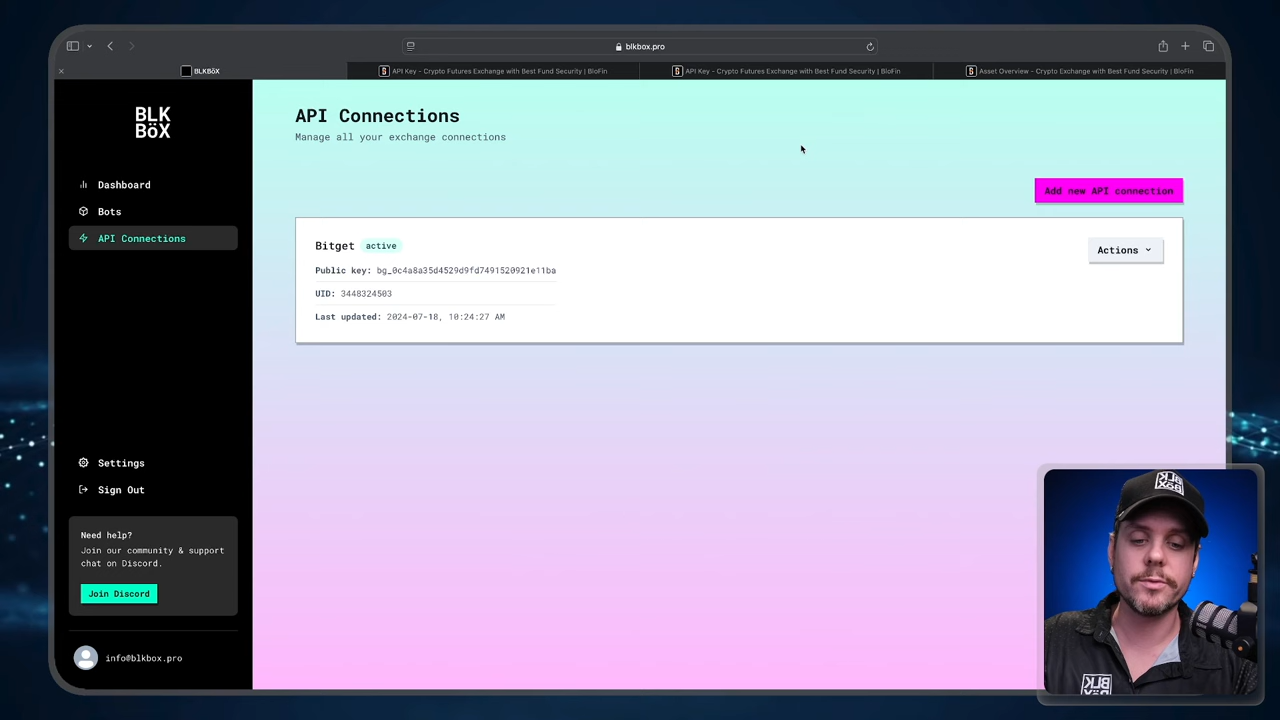 blkbox.pro
BLKBöX
API Key - Crypto Futures Exchange with Best Fund Security | BloFin
API Key - Crypto Futures Exchange with Best Fund Security | BloFin
Asset Overview - Crypto Exchange with Best Fund Security | BloFin
BLK
BöX
Dashboard
Bots
API Connections
Settings
Sign Out
Need help?
Join our community & support
chat on Discord.
Join Discord
info@blkbox.pro
API Connections
Manage all your exchange connections
Add new API connection
Bitget active
Actions
Public key: bg_0c4a8a35d4529d9fd7491520921e11ba
UID: 3448324503
Last updated: 2024-07-18, 10:24:27 AM
BLK
BöX
BLK
BöX